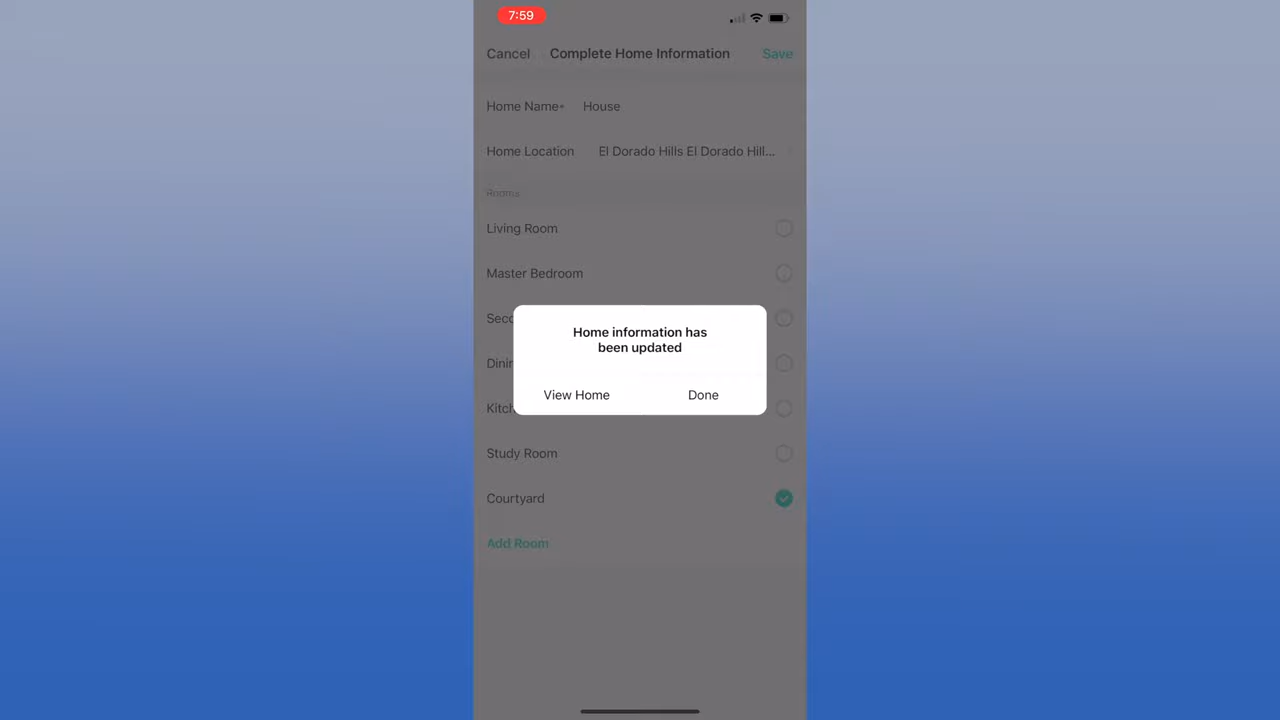 7:59
Cancel Complete Home Information Save
Home Name* House
Home Location El Dorado Hills El Dorado Hill...
Rooms
Living Room
Master Bedroom
Seco
Home information has
been updated
Dinin
View Home Done
Kitch
Study Room
Courtyard
Add Room